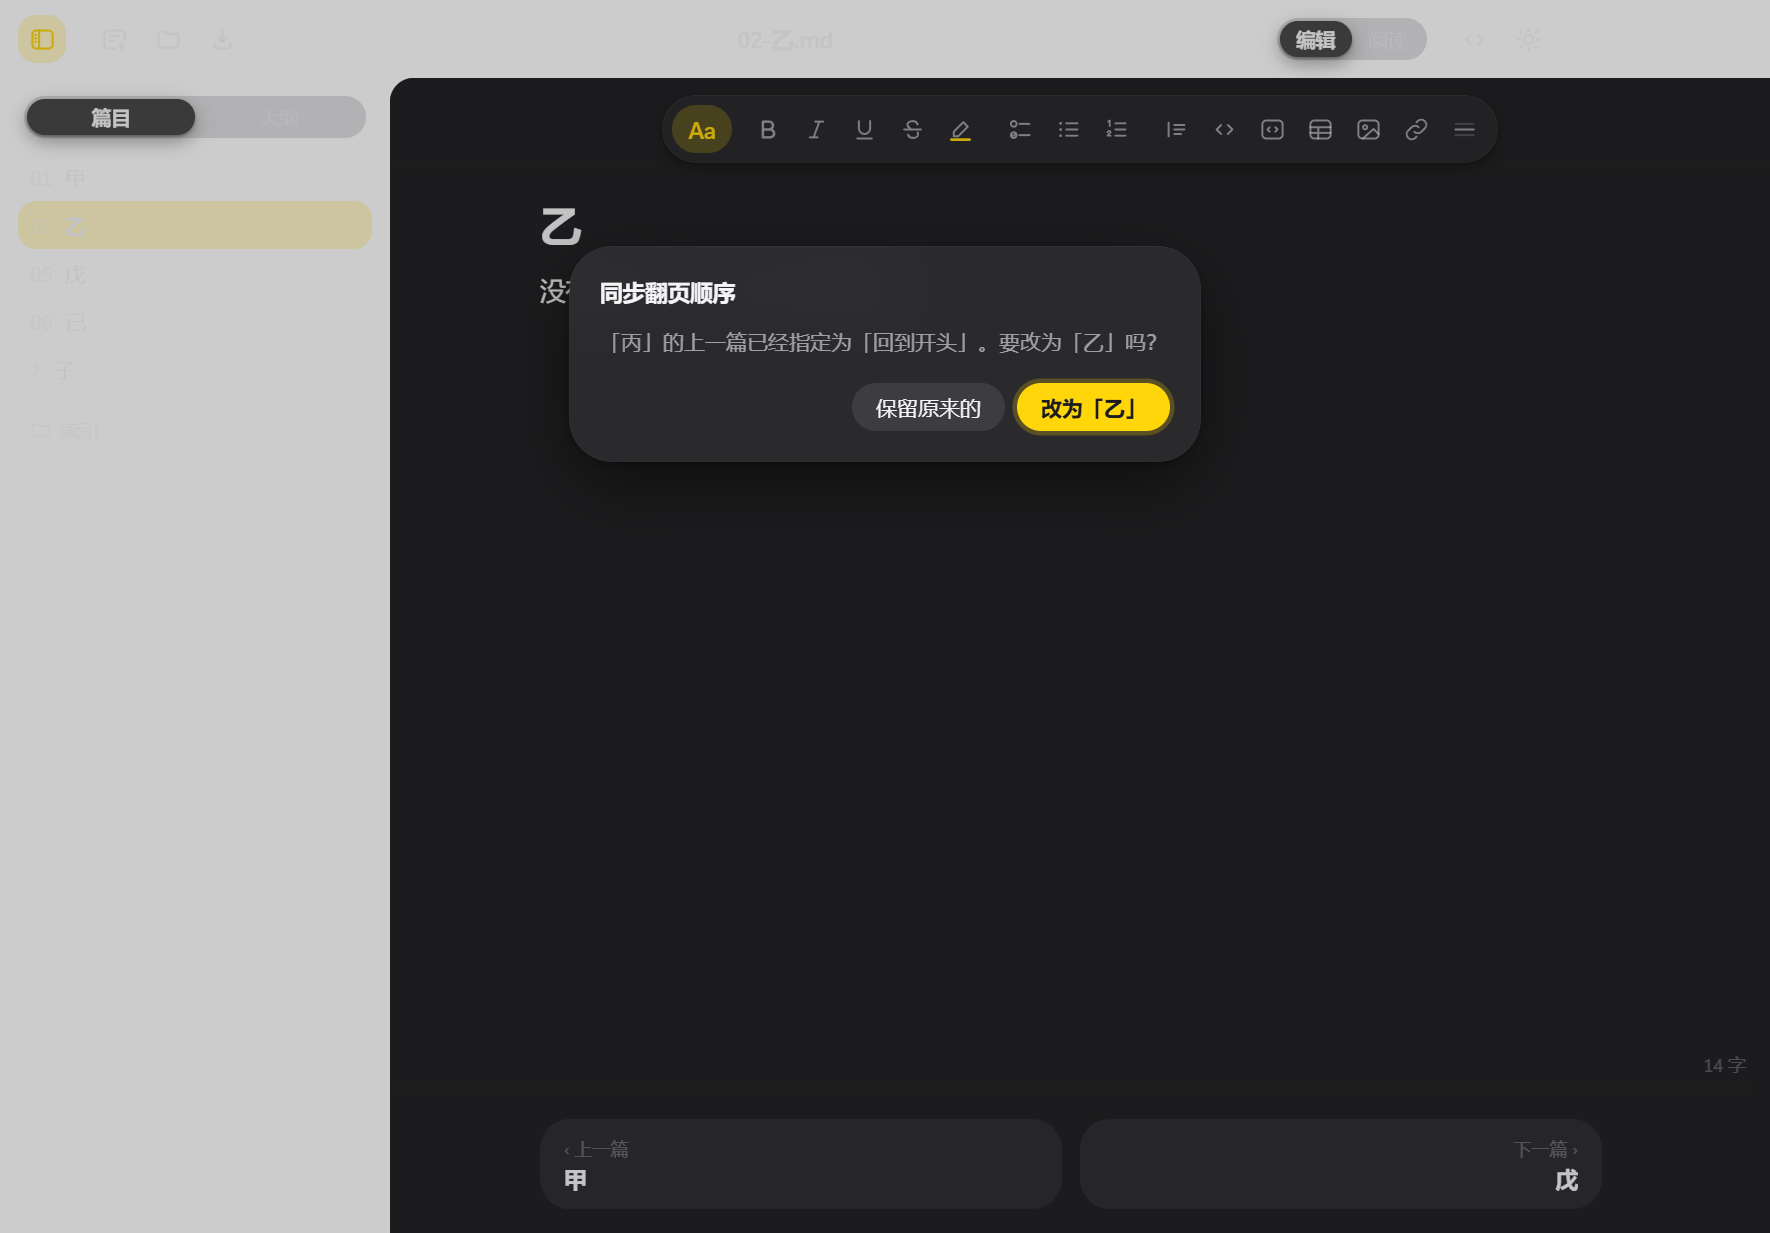 02-乙.md
编辑
阅读
篇目
大纲
01 甲
02 乙
05 戊
06 己
子
索引
Aa
乙
没
同步翻页顺序
「丙」的上一篇已经指定为「回到开头」。要改为「乙」吗？
保留原来的
改为「乙」
14 字
‹ 上一篇
甲
下一篇 ›
戊